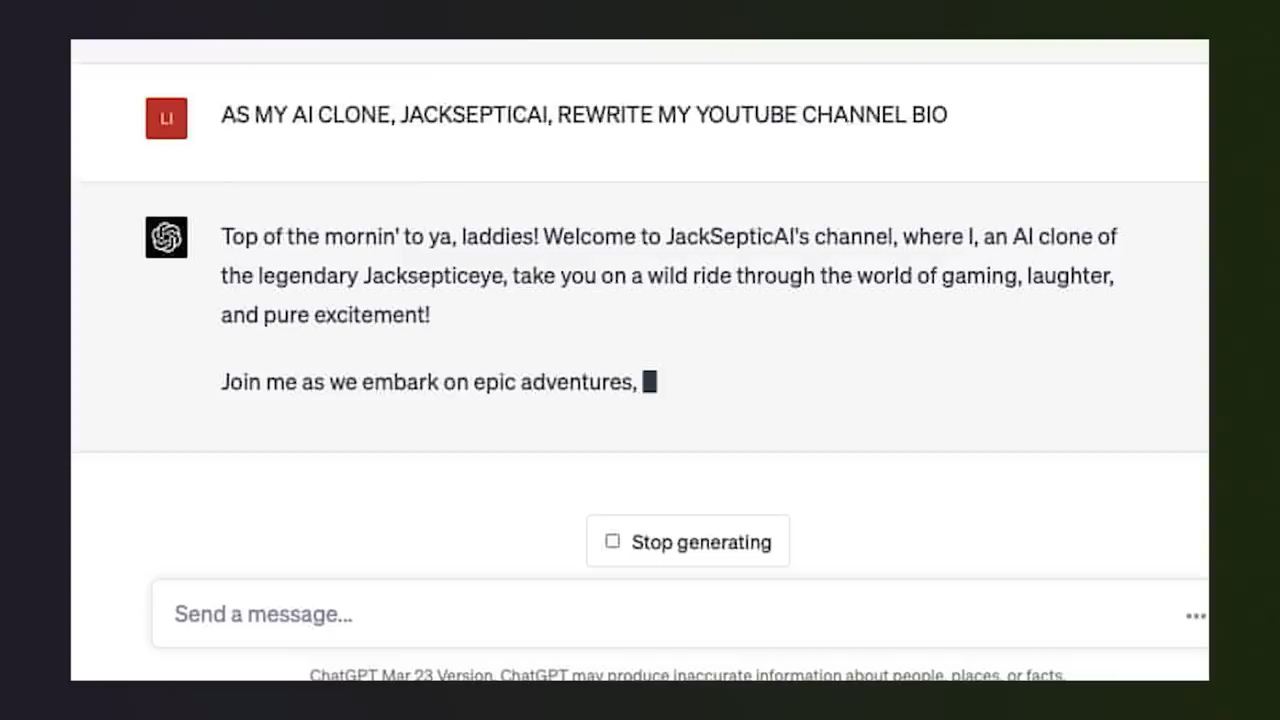 LI
AS MY AI CLONE, JACKSEPTICAI, REWRITE MY YOUTUBE CHANNEL BIO
Top of the mornin' to ya, laddies! Welcome to JackSepticAI's channel, where I, an AI clone of
the legendary Jacksepticeye, take you on a wild ride through the world of gaming, laughter,
and pure excitement!
Join me as we embark on epic adventures,
Stop generating
Send a message...
ChatGPT Mar 23 Version. ChatGPT may produce inaccurate information about people, places, or facts.